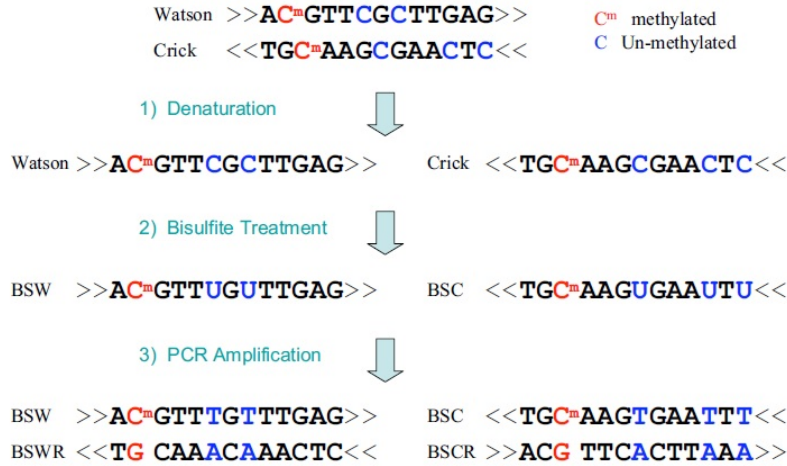 Watson >>ACᵐGTTCGCTTGAG>>
Cᵐ methylated
Crick <<TGCᵐAAGCGAACTC<<
C Un-methylated
1) Denaturation
Watson >>ACᵐGTTCGCTTGAG>> Crick <<TGCᵐAAGCGAACTC<<
2) Bisulfite Treatment
BSW >>ACᵐGTTUGUTTGAG>> BSC <<TGCᵐAAGUGAAUTU<<
3) PCR Amplification
BSW >>ACᵐGTTTGTTTGAG>> BSC <<TGCᵐAAGTGAATTT<<
BSWR <<TG CAAACAAACTC<< BSCR >>ACG TTCACTTAAA>>